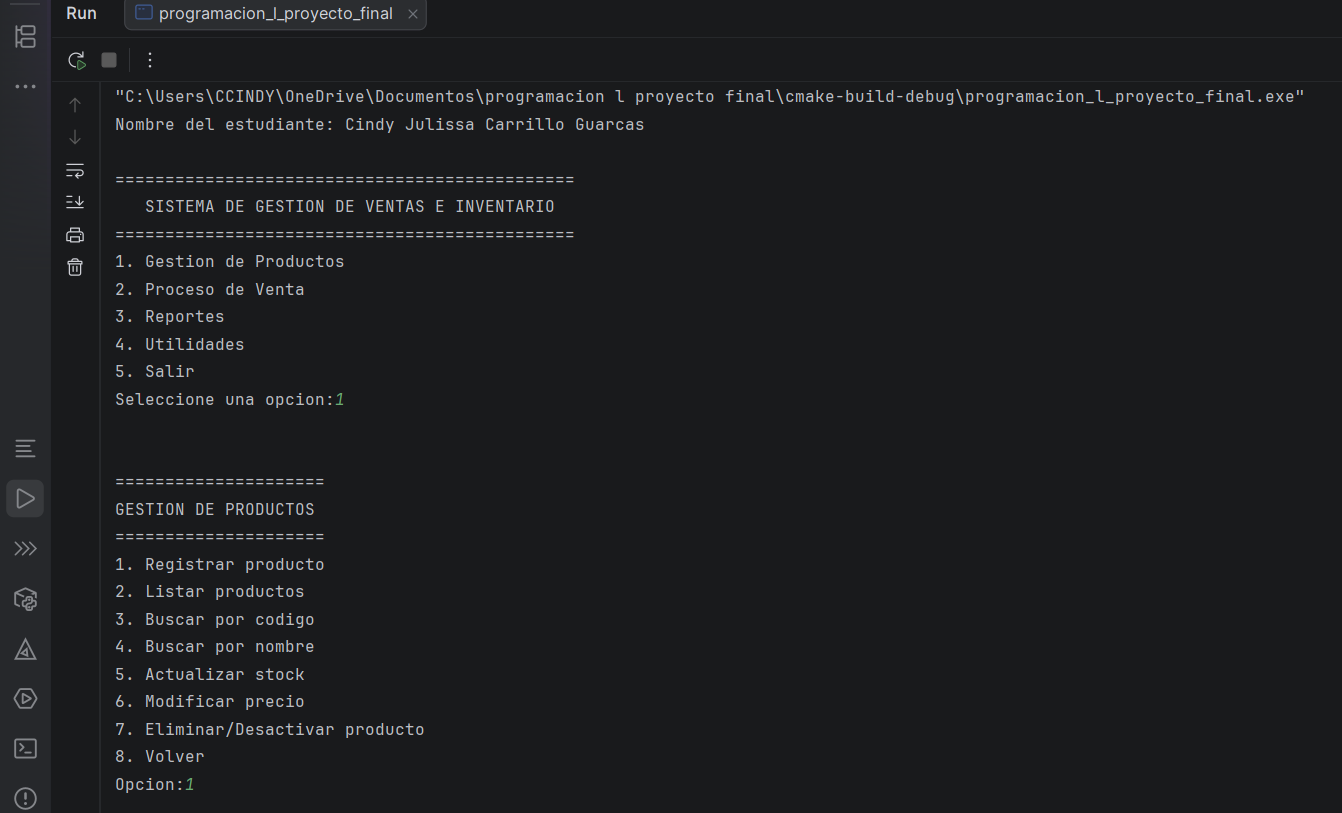 Run programacion_l_proyecto_final
"C:\Users\CCINDY\OneDrive\Documentos\programacion l proyecto final\cmake-build-debug\programacion_l_proyecto_final.exe"
Nombre del estudiante: Cindy Julissa Carrillo Guarcas
==============================================
SISTEMA DE GESTION DE VENTAS E INVENTARIO
==============================================
1. Gestion de Productos
2. Proceso de Venta
3. Reportes
4. Utilidades
5. Salir
Seleccione una opcion:1
=====================
GESTION DE PRODUCTOS
=====================
1. Registrar producto
2. Listar productos
3. Buscar por codigo
4. Buscar por nombre
5. Actualizar stock
6. Modificar precio
7. Eliminar/Desactivar producto
8. Volver
Opcion:1